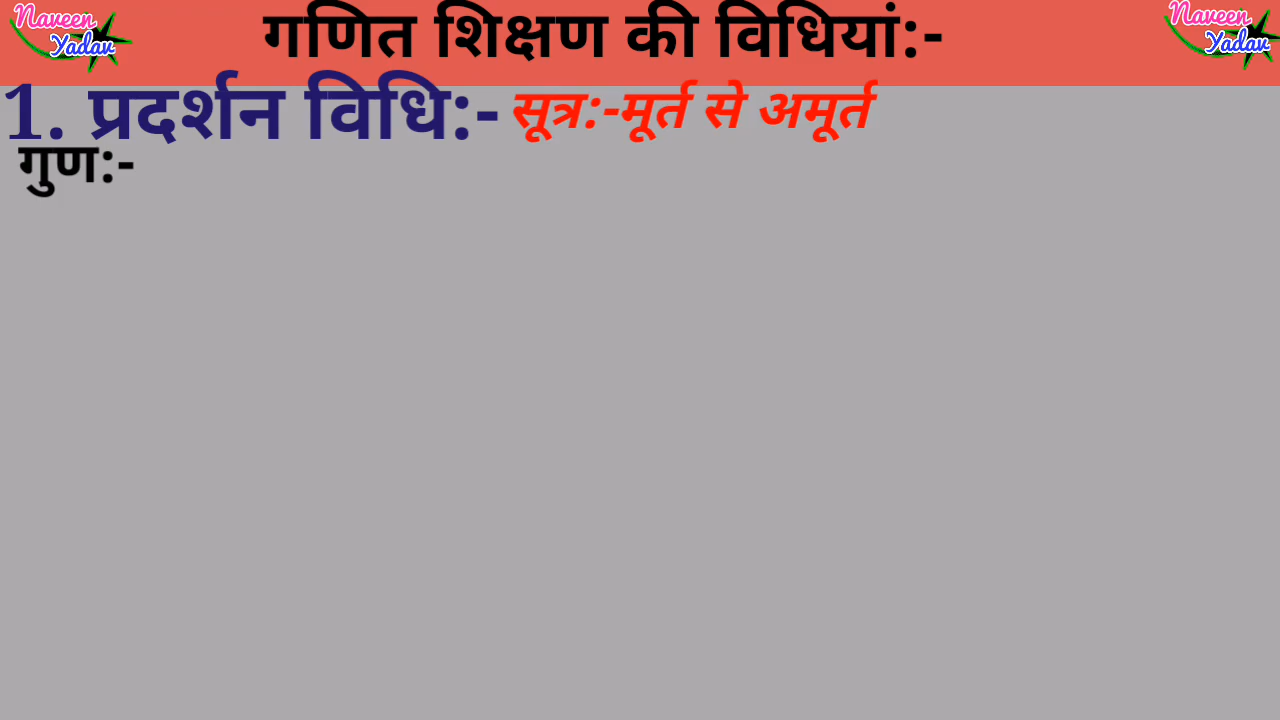 Naveen
Yadav
गणित शिक्षण की विधियां:-
Naveen
Yadav
1. प्रदर्शन विधि:- सूत्र:-मूर्त से अमूर्त
गुण:-